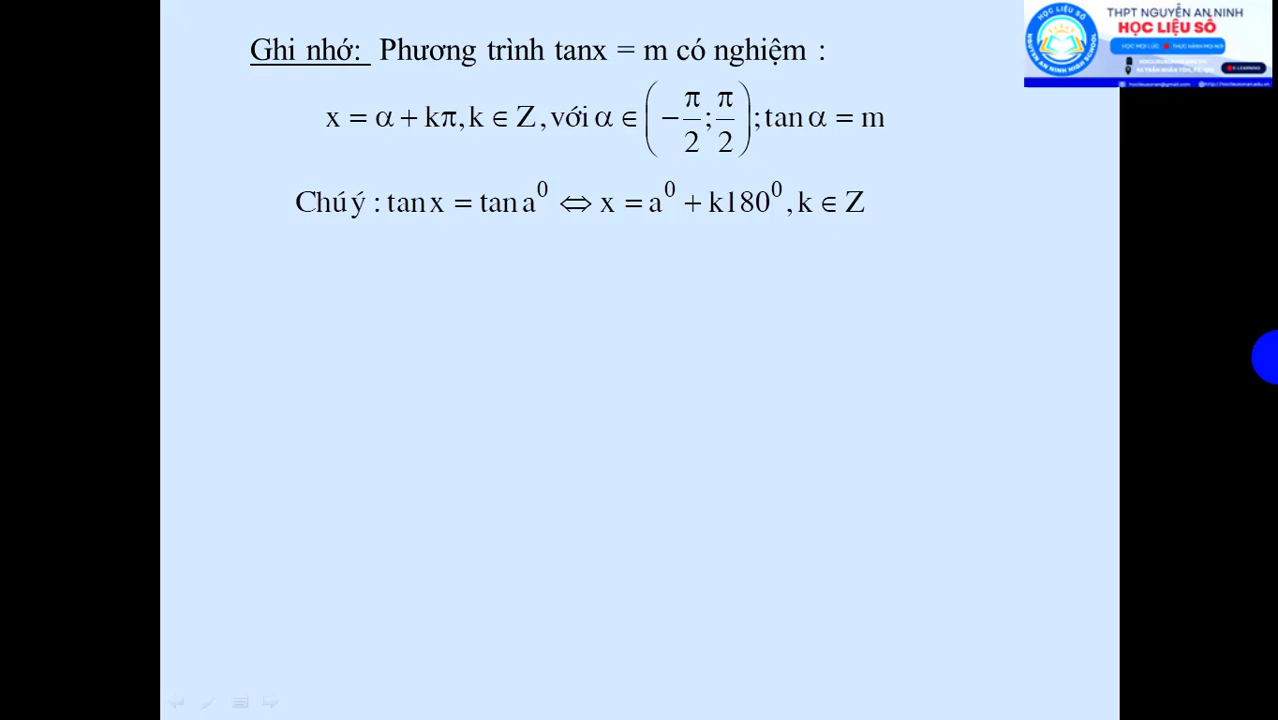 THPT NGUYỄN AN NINH
HỌC LIỆU SỐ
Ghi nhớ: Phương trình tanx = m có nghiệm :
x = α + kπ, k ∈ Z, với α ∈ (−π/2; π/2); tan α = m
Chú ý : tan x = tan a⁰ ⇔ x = a⁰ + k180⁰, k ∈ Z